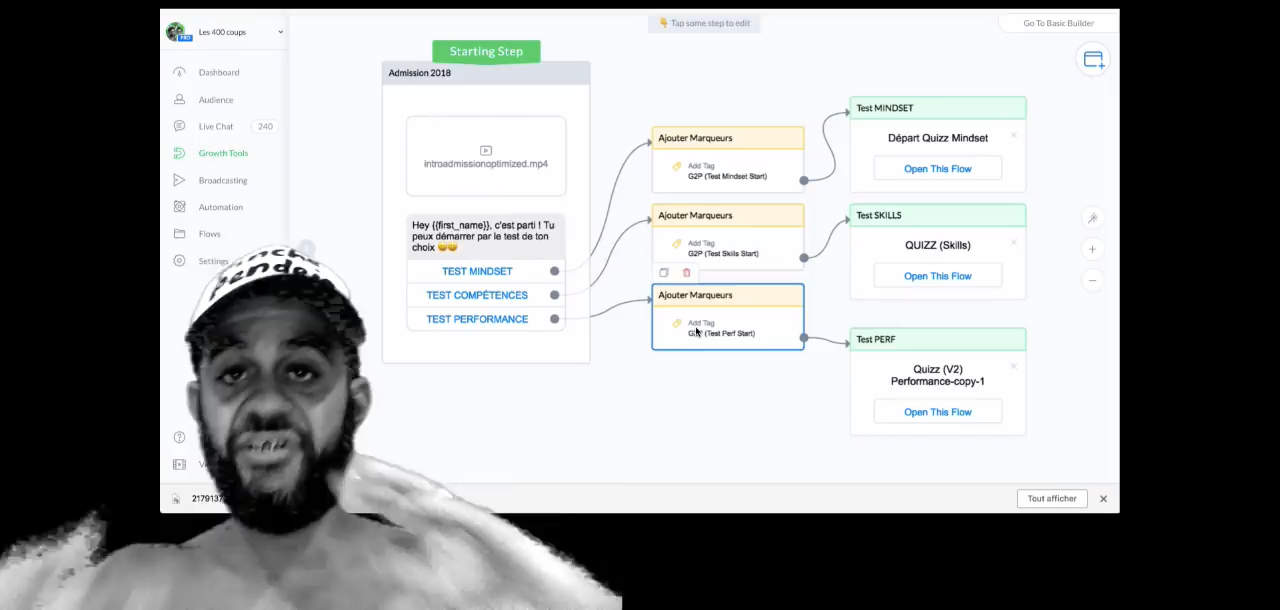 Les 400 coups
PRO
👇 Tap some step to edit
Go To Basic Builder
Dashboard
Audience
Live Chat 240
Growth Tools
Broadcasting
Automation
Flows
Settings
Starting Step
Admission 2018
introadmissionoptimized.mp4
Hey {{first_name}}, c'est parti ! Tu
peux démarrer par le test de ton
choix 😄😄
TEST MINDSET
TEST COMPÉTENCES
TEST PERFORMANCE
Ajouter Marqueurs
Add Tag
G2P (Test Mindset Start)
Ajouter Marqueurs
Add Tag
G2P (Test Skills Start)
Ajouter Marqueurs
Add Tag
(Test Perf Start)
Test MINDSET
Départ Quizz Mindset
Open This Flow
Test SKILLS
QUIZZ (Skills)
Open This Flow
Test PERF
Quizz (V2)
Performance-copy-1
Open This Flow
2179137
Tout afficher